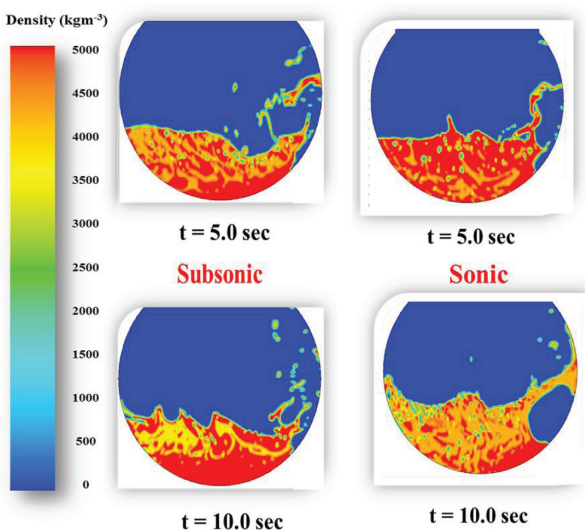 Density (kgm⁻³)
5000
4500
4000
3500
3000
2500
2000
1500
1000
500
0
t = 5.0 sec
t = 5.0 sec
Subsonic
Sonic
t = 10.0 sec
t = 10.0 sec